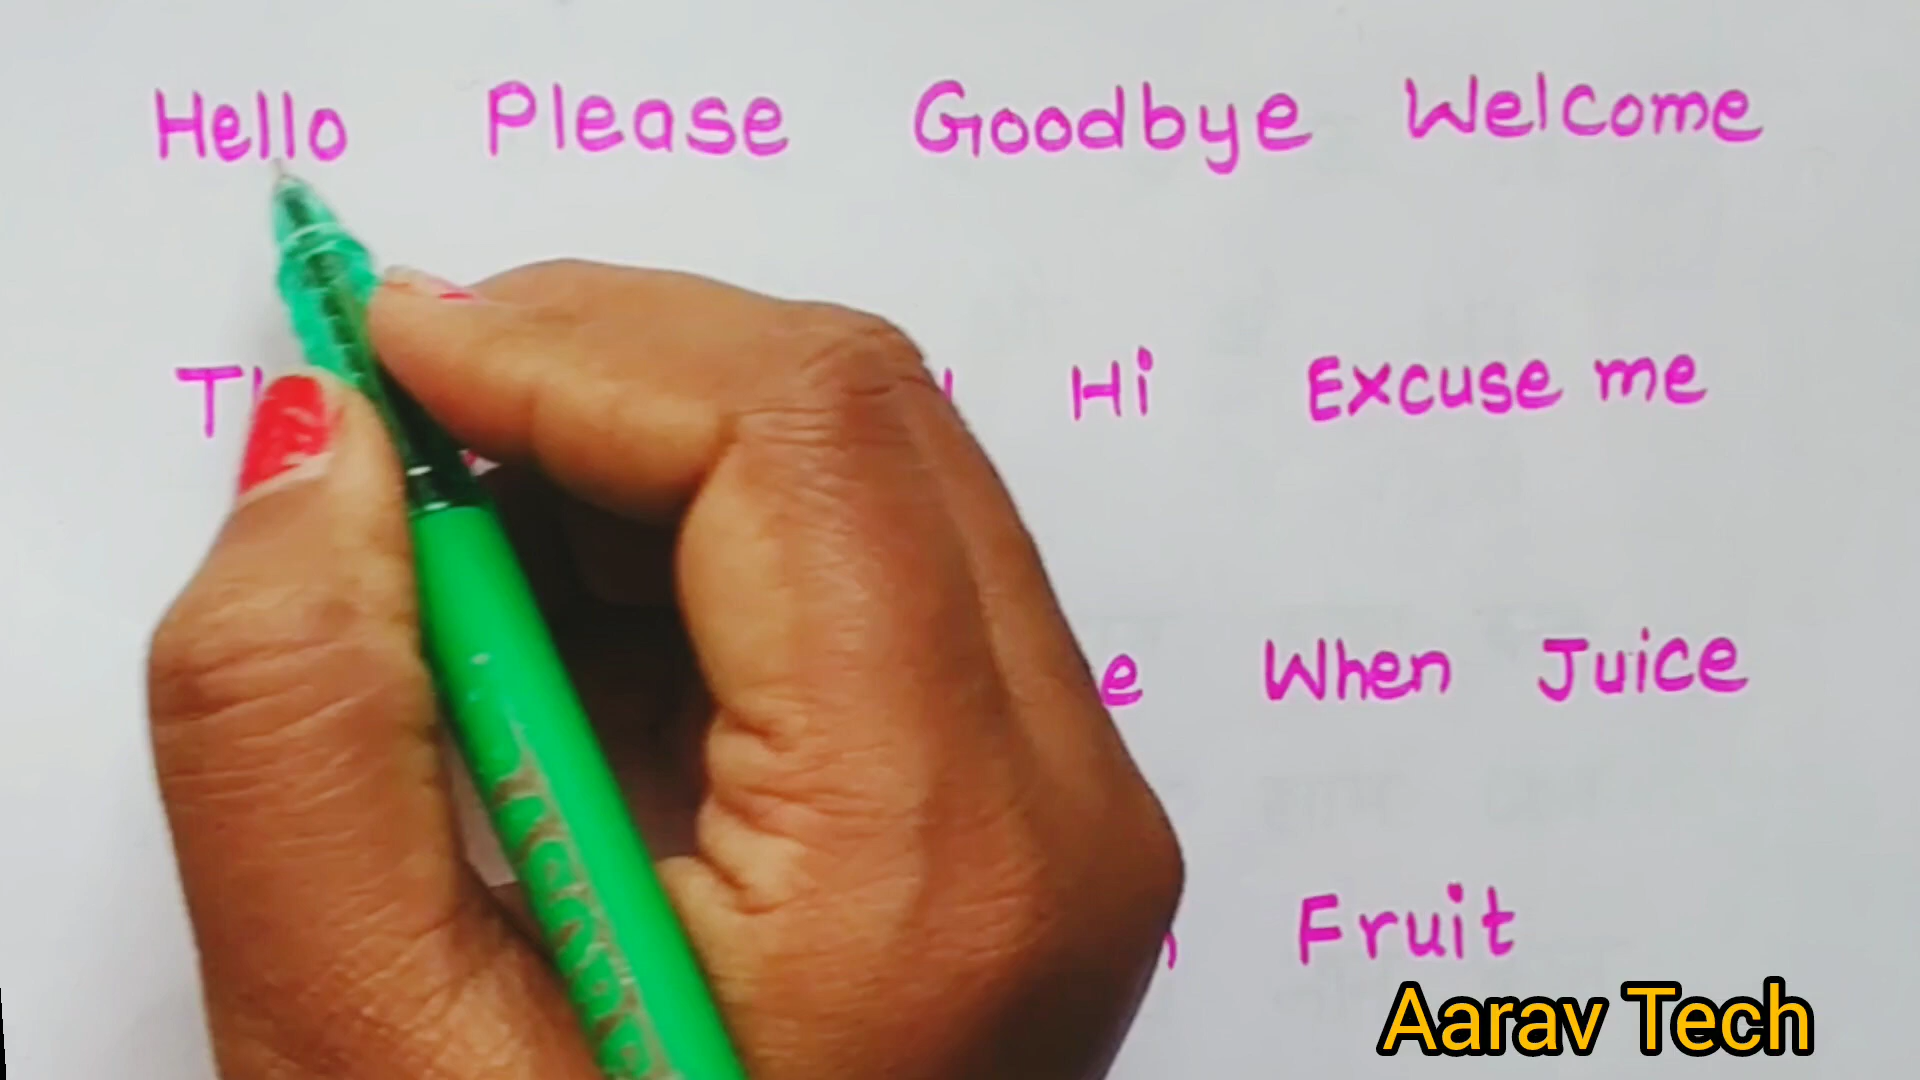 Hello Please Goodbye Welcome
Hi Excuse me
When Juice
Fruit
Aarav Tech